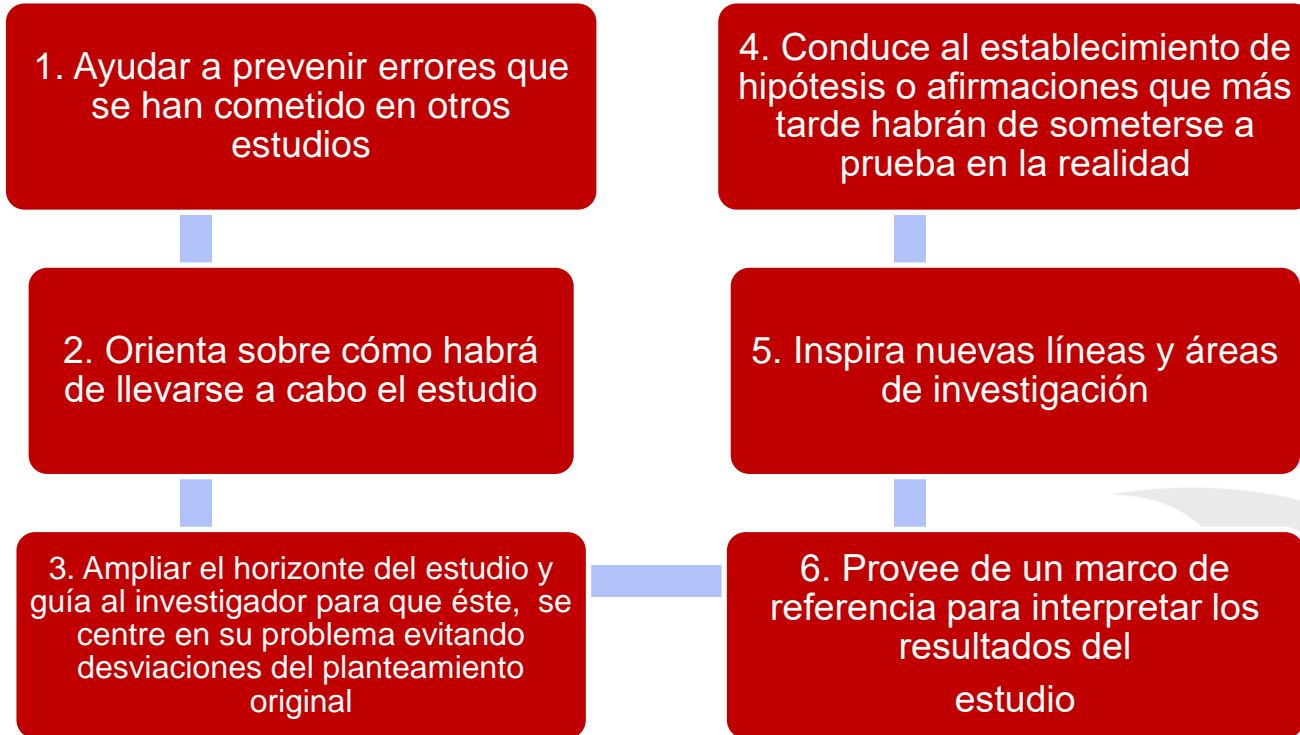 1. Ayudar a prevenir errores que
se han cometido en otros
estudios
2. Orienta sobre cómo habrá
de llevarse a cabo el estudio
3. Ampliar el horizonte del estudio y
guía al investigador para que éste, se
centre en su problema evitando
desviaciones del planteamiento
original
4. Conduce al establecimiento de
hipótesis o afirmaciones que más
tarde habrán de someterse a
prueba en la realidad
5. Inspira nuevas líneas y áreas
de investigación
6. Provee de un marco de
referencia para interpretar los
resultados del
estudio